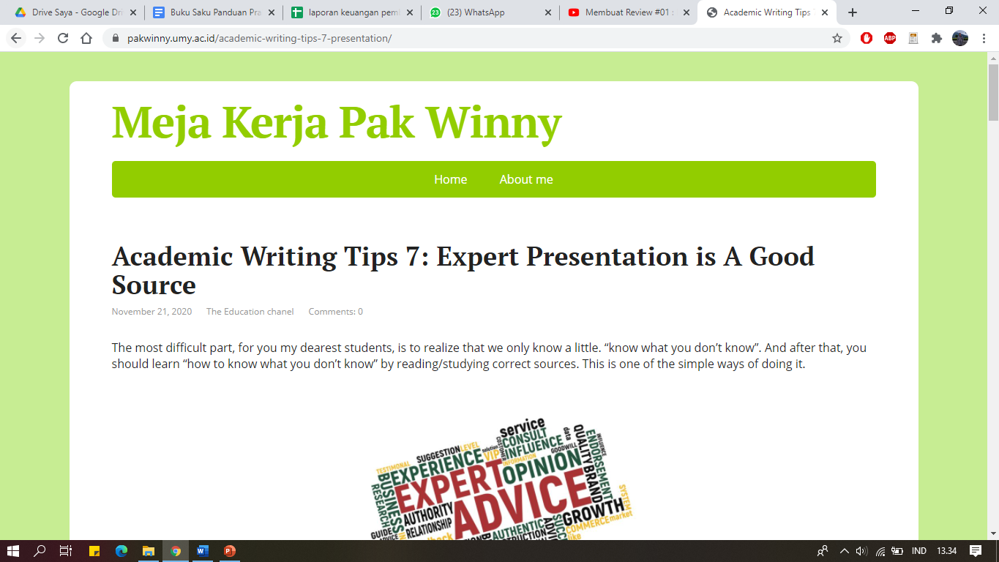 Drive Saya - Google Dri
Buku Saku Panduan Pra
laporan keuangan pem
(23) WhatsApp
Membuat Review #01
Academic Writing Tips
pakwinny.umy.ac.id/academic-writing-tips-7-presentation/
ABP
Meja Kerja Pak Winny
Home
About me
Academic Writing Tips 7: Expert Presentation is A Good
Source
November 21, 2020
The Education chanel
Comments: 0
The most difficult part, for you my dearest students, is to realize that we only know a little. “know what you don’t know”. And after that, you
should learn “how to know what you don’t know” by reading/studying correct sources. This is one of the simple ways of doing it.
service
CONSULT
INFLUENCE
data
QUALITY
ENDORSEMENT
INFLUENCE
SUGGESTION
LEVEL
solution
CUSTOMER
VIP
GOODWILL
INFORMATION
TESTIMONIAL
EXPERIENCE
OPINION
BRAND
BUSINESS
RESEARCH
EXPERT
AUTHORITY
ADVICE
SYSTEM
GROWTH
RELATIONSHIP
GUIDE
ADVICE
AUTHENTIC
COMMERCE
market
like
IND
13.34